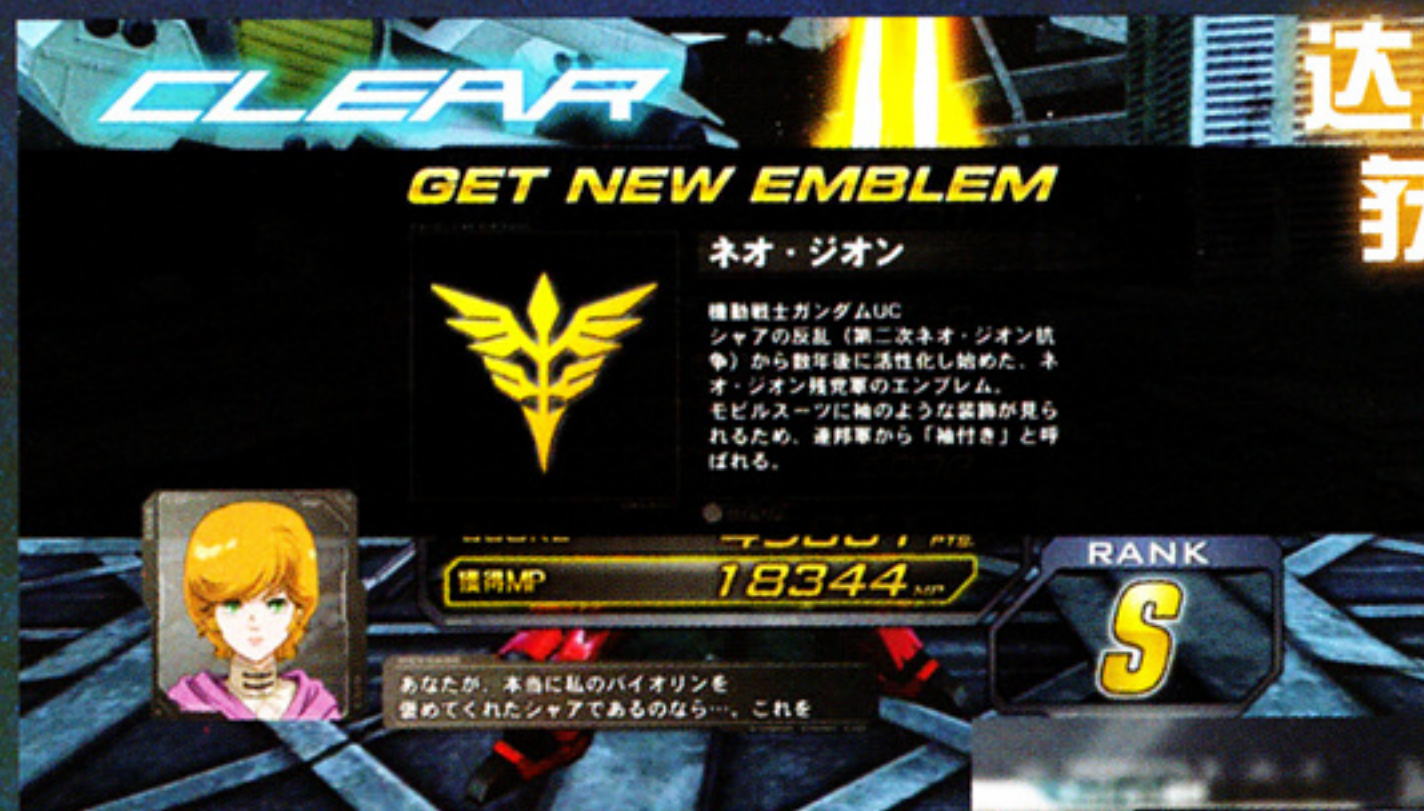 CLEAR
达
GET NEW EMBLEM
ネオ・ジオン
機動戦士ガンダムUC
シャアの反乱（第二次ネオ・ジオン抗
争）から数年後に活性化し始めた、ネ
オ・ジオン残党軍のエンブレム。
モビルスーツに袖のような装飾が見ら
れるため、連邦軍から「袖付き」と呼
ばれる。
PTS.
獲得MP
18344 MP
RANK
S
あなたが、本当に私のバイオリンを
褒めてくれたシャアであるのなら…、これを